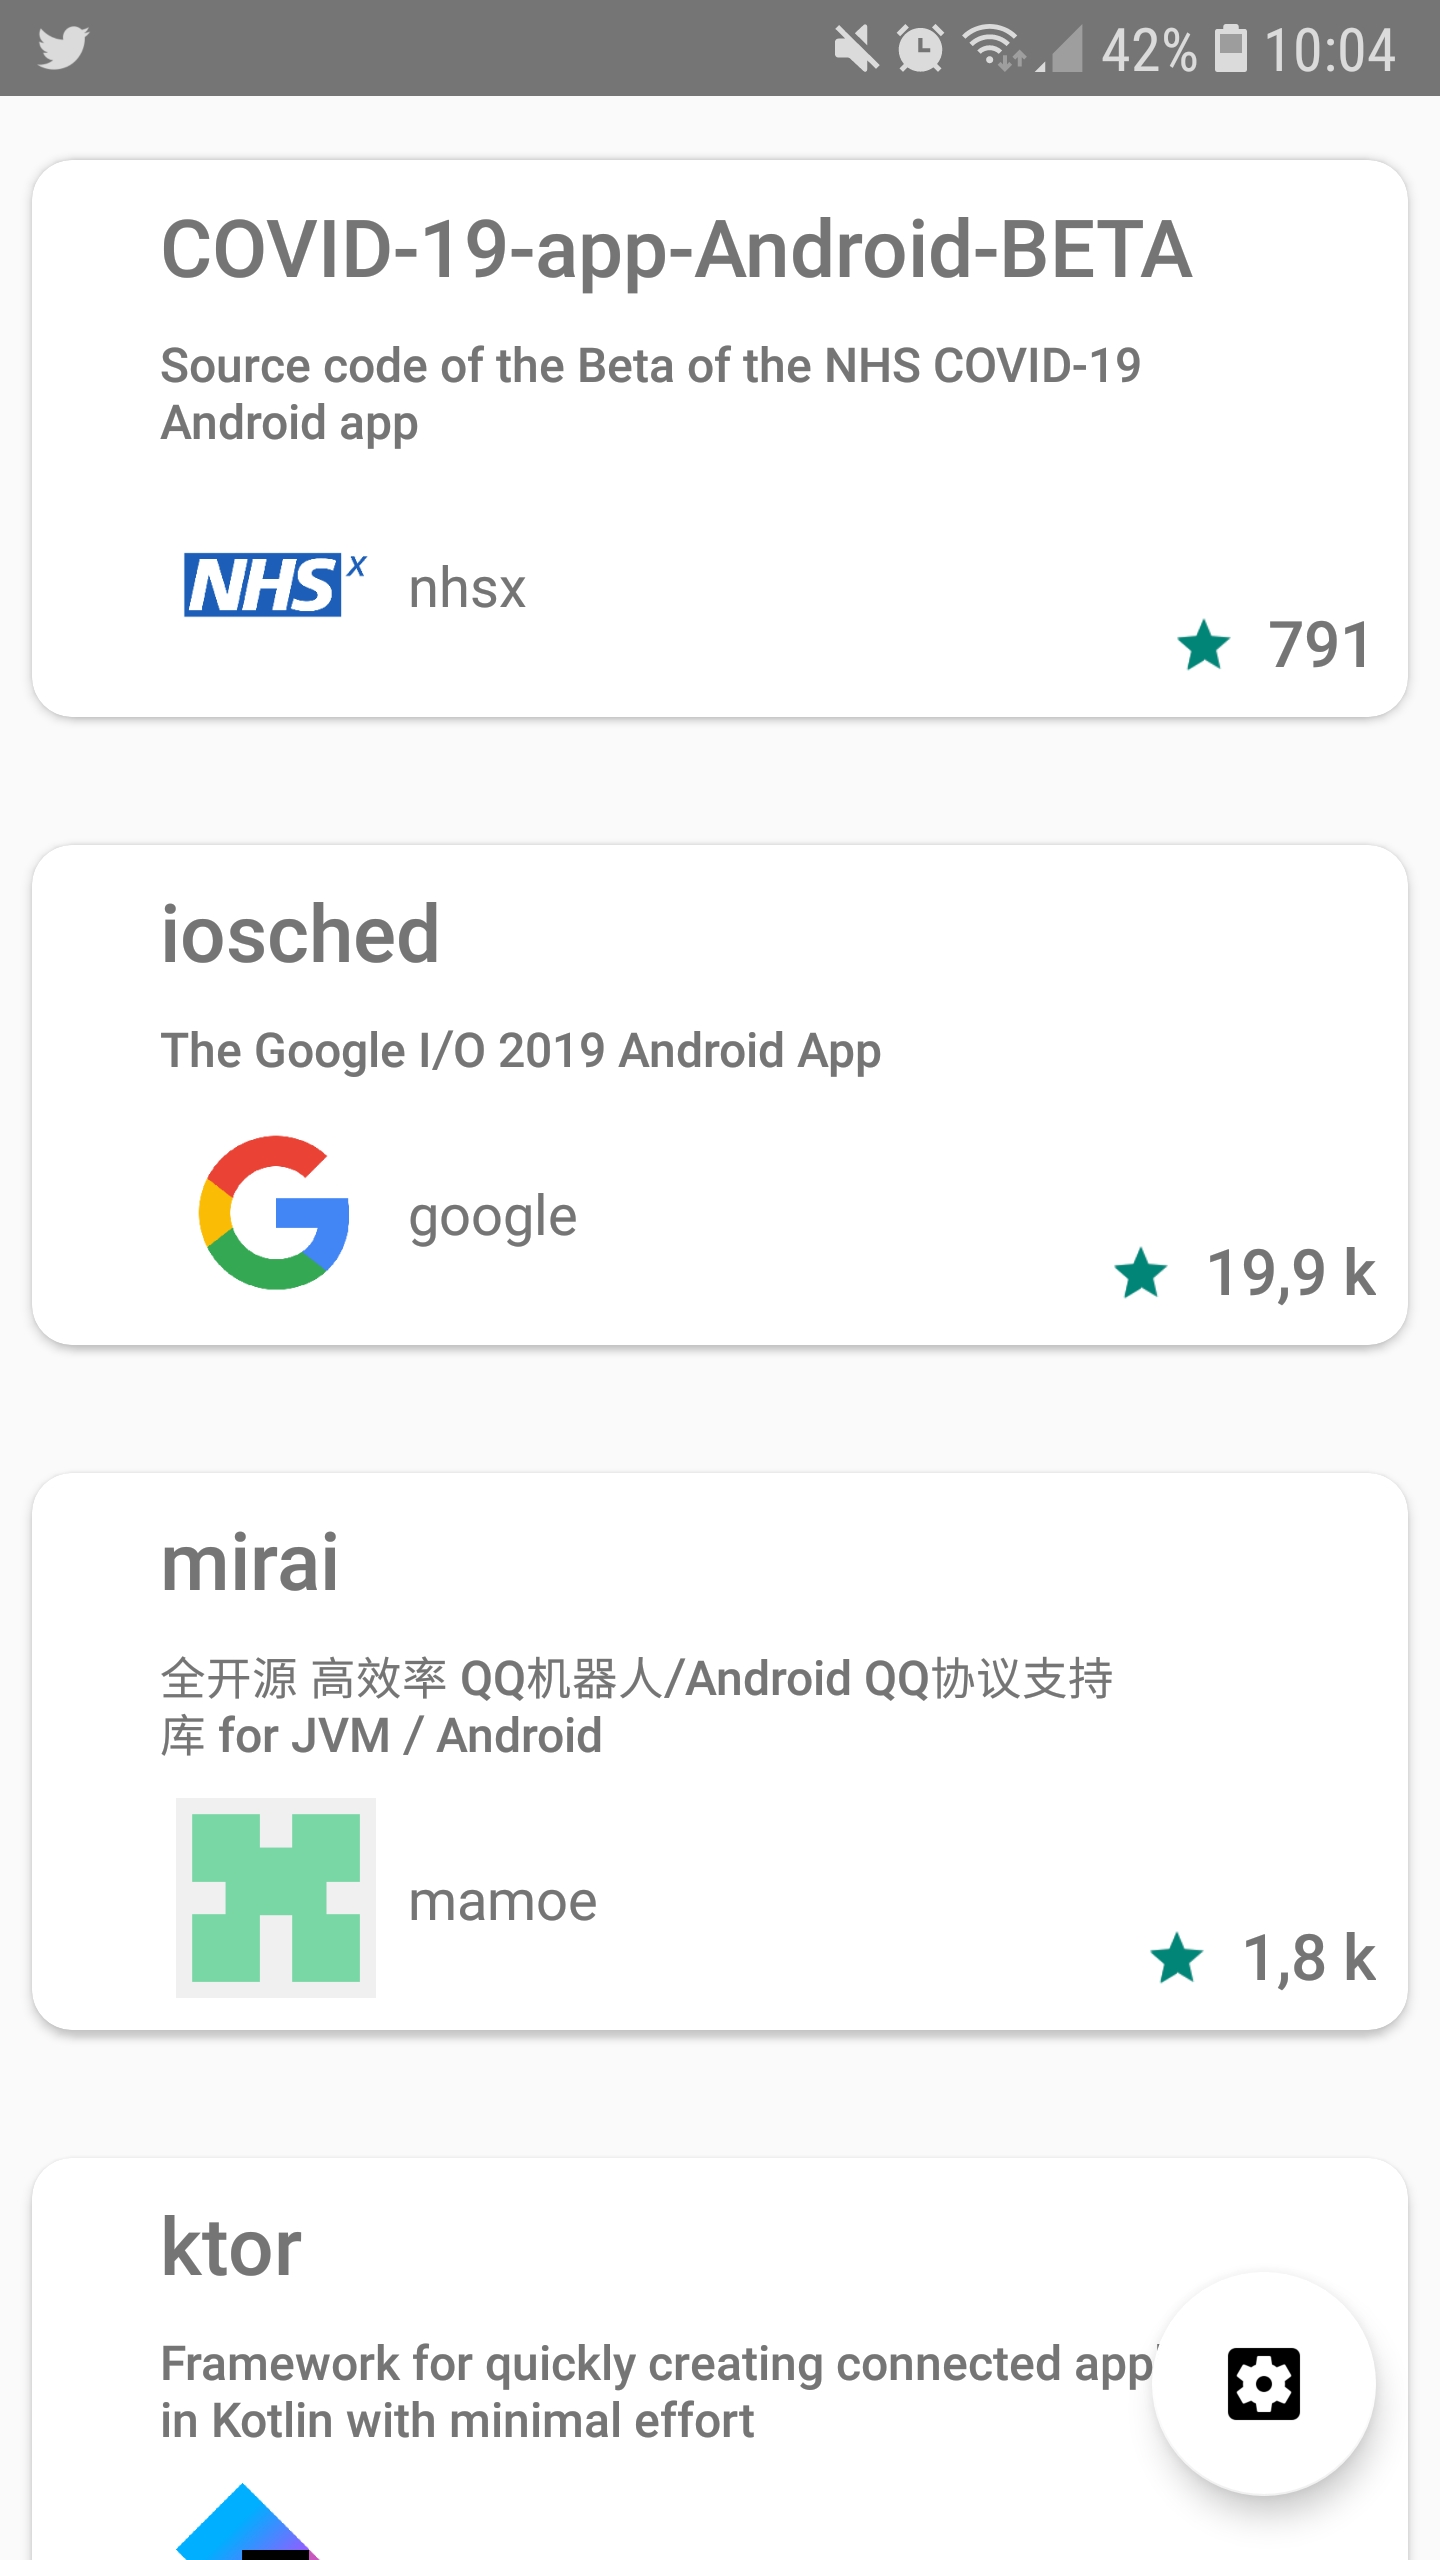 42% 10:04
COVID-19-app-Android-BETA
Source code of the Beta of the NHS COVID-19
Android app
NHS x nhsx
791
iosched
The Google I/O 2019 Android App
google
19,9 k
mirai
全开源 高效率 QQ机器人/Android QQ协议支持
库 for JVM / Android
mamoe
1,8 k
ktor
Framework for quickly creating connected
in Kotlin with minimal effort